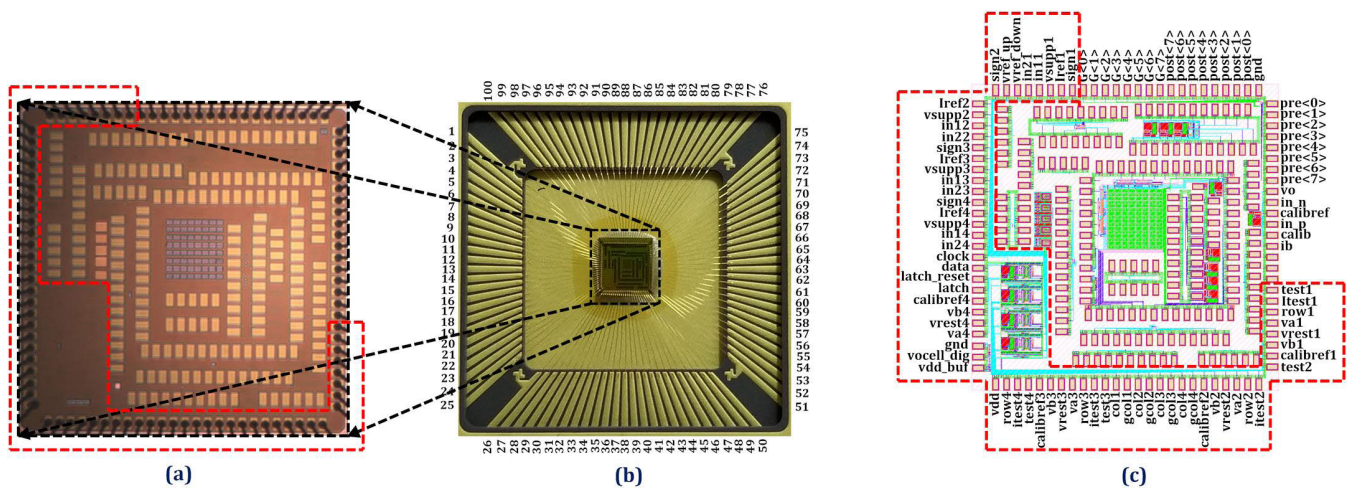 100
99
98
97
96
95
94
93
92
91
90
89
88
87
86
85
84
83
82
81
80
79
78
77
76
1
2
3
4
5
6
7
8
9
10
11
12
13
14
15
16
17
18
19
20
21
22
23
24
25
75
74
73
72
71
70
69
68
67
66
65
64
63
62
61
60
59
58
57
56
55
54
53
52
51
26
27
28
29
30
31
32
33
34
35
36
37
38
39
40
41
42
43
44
45
46
47
48
49
50
sign2
vref_up
vref_down
in21
in11
vsupp1
Iref1
sign1
G<0>
G<1>
G<2>
G<3>
G<4>
G<5>
G<6>
G<7>
post<7>
post<6>
post<5>
post<4>
post<3>
post<2>
post<1>
post<0>
gnd
Iref2
vsupp2
in12
in22
sign3
Iref3
vsupp3
in13
in23
sign4
Iref4
vsupp4
in14
in24
clock
data
latch_reset
latch
calibref4
vb4
vrest4
va4
gnd
vocell_dig
vdd_buf
pre<0>
pre<1>
pre<2>
pre<3>
pre<4>
pre<5>
pre<6>
pre<7>
vo
in_n
calibref
in_p
calib
ib
test1
Itest1
row1
va1
vrest1
vb1
calibref1
test2
vdd
row4
itest4
test4
calibref3
vb3
vrest3
va3
row3
itest3
test3
col1
gcol1
col2
gcol2
col3
gcol3
col4
gcol4
calibref2
vb2
vrest2
va2
row2
itest2
(a)
(b)
(c)